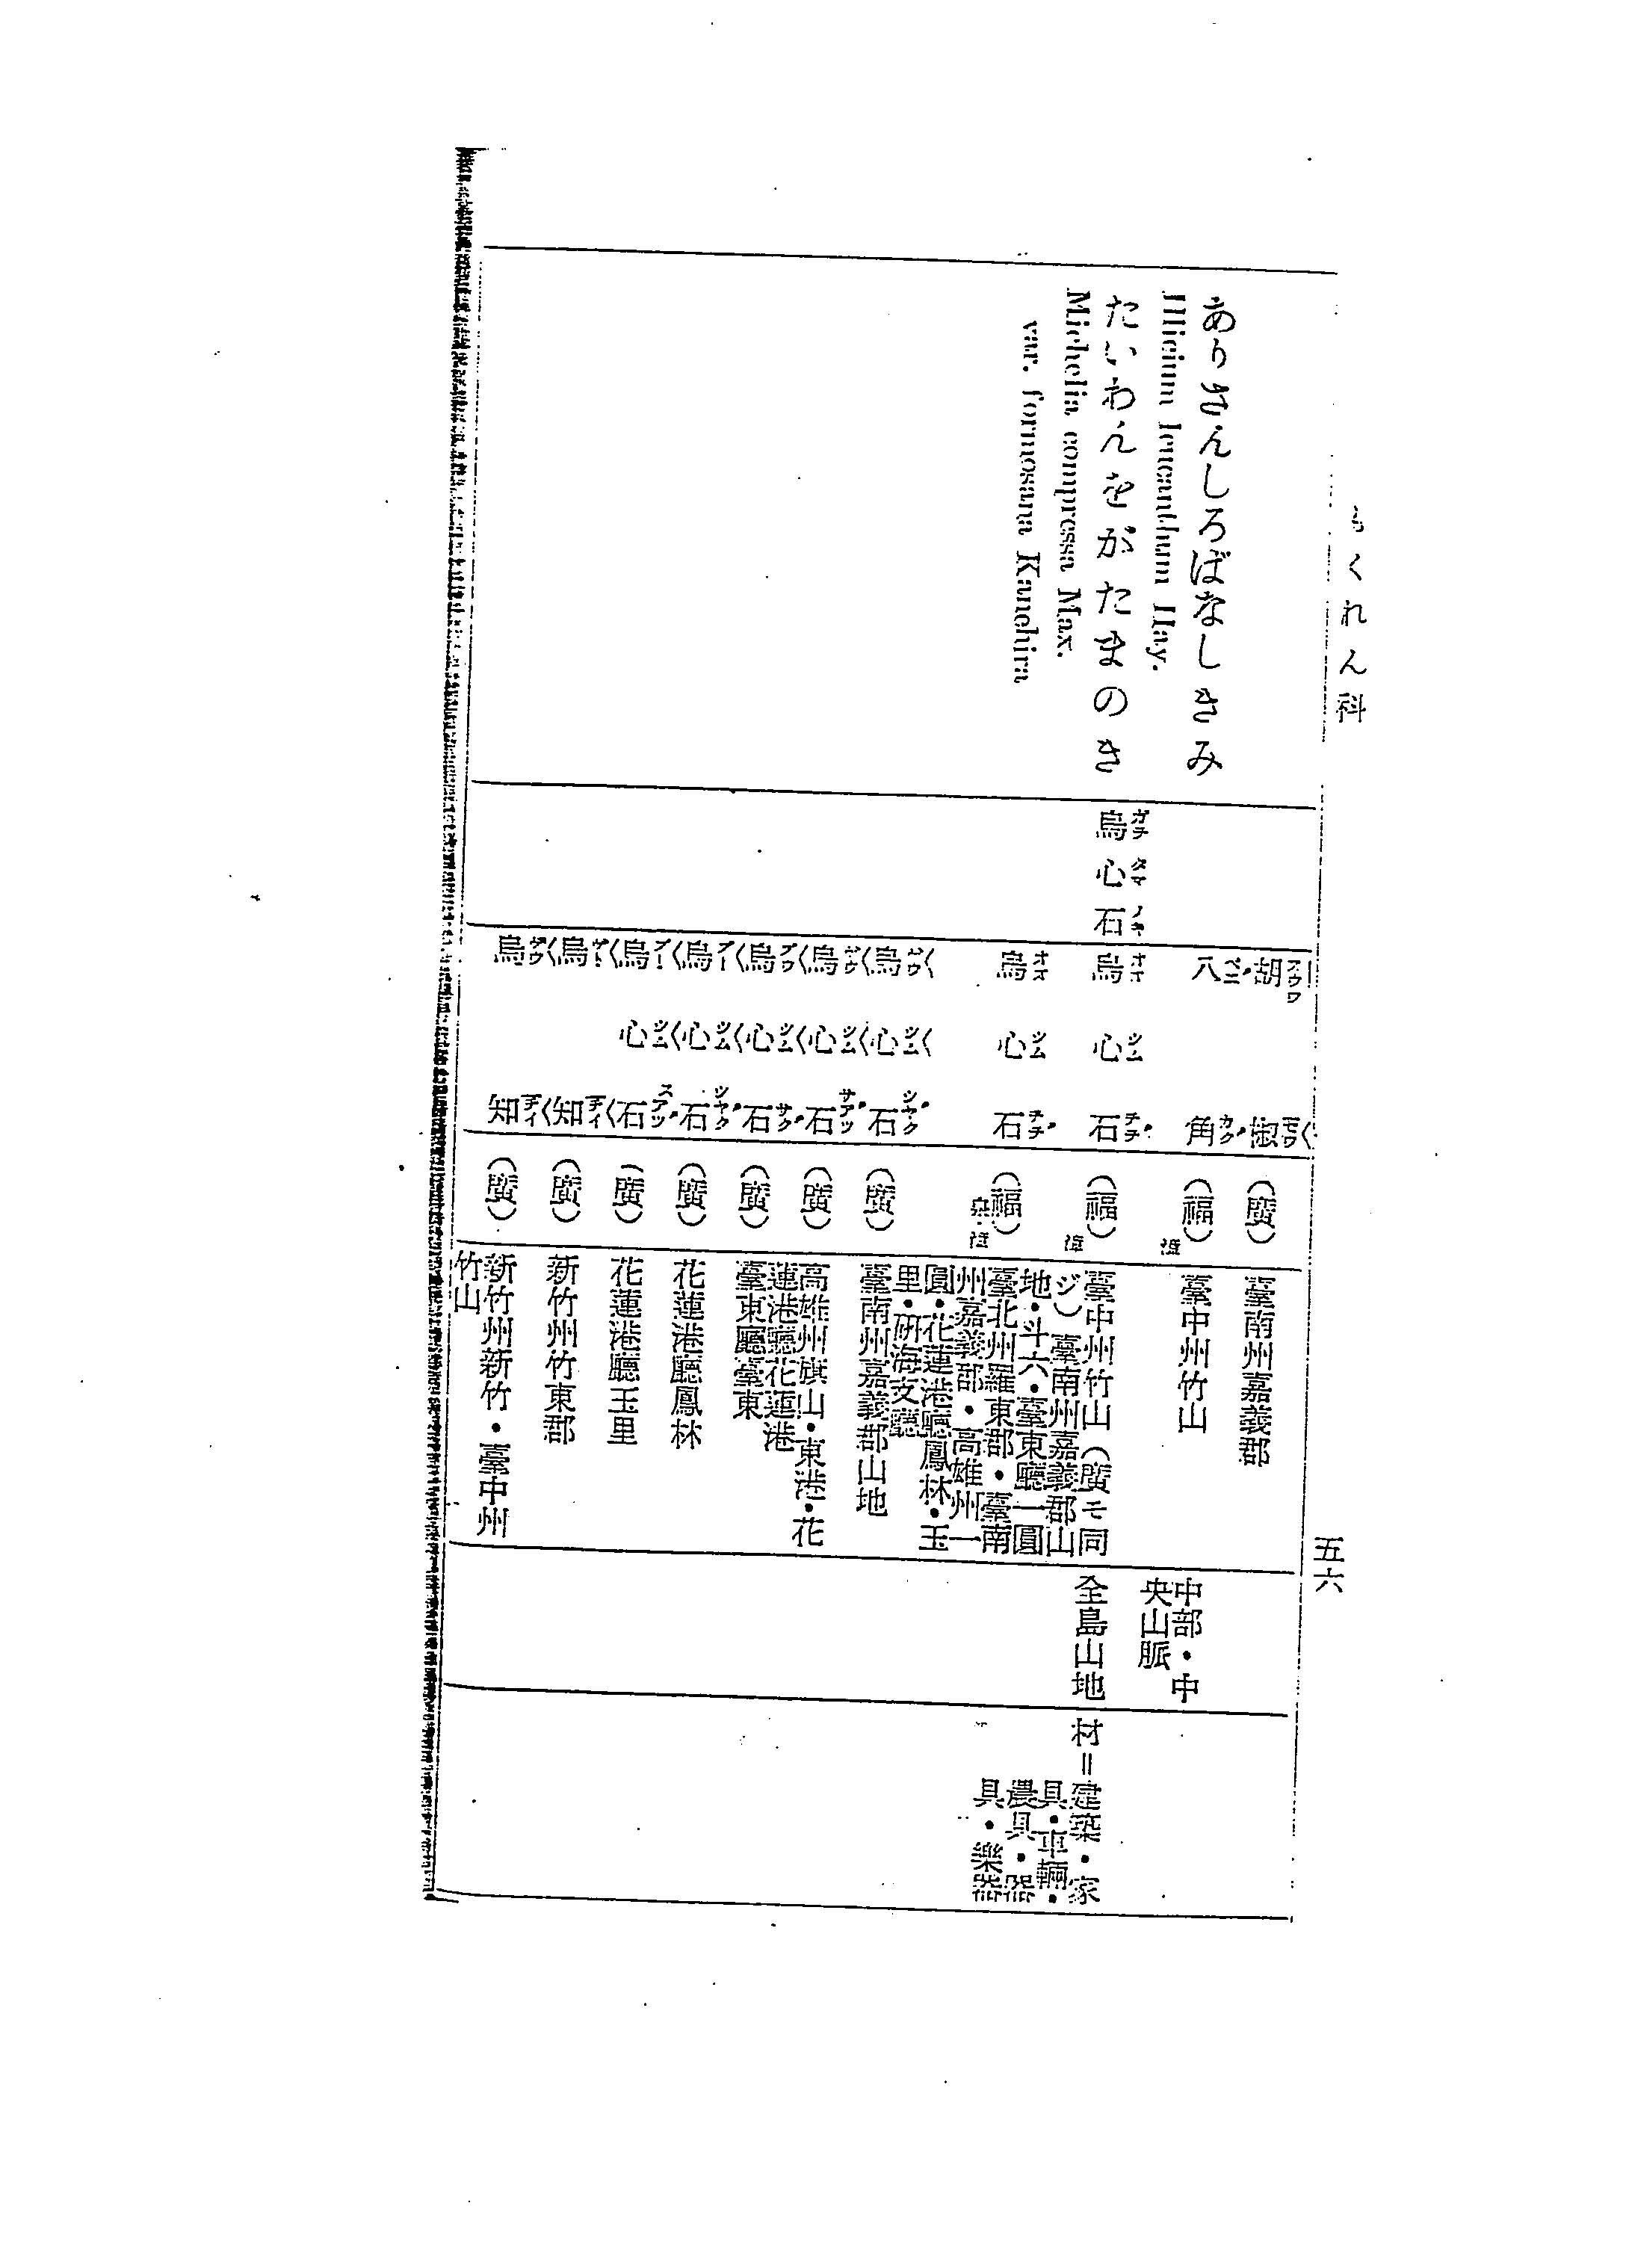 もくれん科
五六
胡椒
(廣)
臺南州嘉義郡
ありさんしろばなしきみ
Illicium leucanthum Hay.
八角
(福)
漳
臺中州竹山
中部・中
央山脈
たいわんをがたまのき
Michelia compressa Max.
var. formosana Kanehira
烏心石
烏心石
(福)
漳
臺中州竹山(廣モ同
ジ)臺南州嘉義郡山
地・斗六・臺東廳一圓
全島山地
材=建築・家
具・車輛・
農具・器
具・樂器
烏心石
(福)
泉・漳
臺北州羅東郡・臺南
州嘉義郡・高雄州一
圓・花蓮港廳鳳林・玉
里・研海支廳
烏心石
(廣)
臺南州嘉義郡山地
烏心石
(廣)
高雄州旗山・東港・花
蓮港廳花蓮港
烏心石
(廣)
臺東廳臺東
烏心石
(廣)
花蓮港廳鳳林
烏心石
(廣)
花蓮港廳玉里
烏知
(廣)
新竹州竹東郡
烏知
(廣)
新竹州新竹・臺中州
竹山